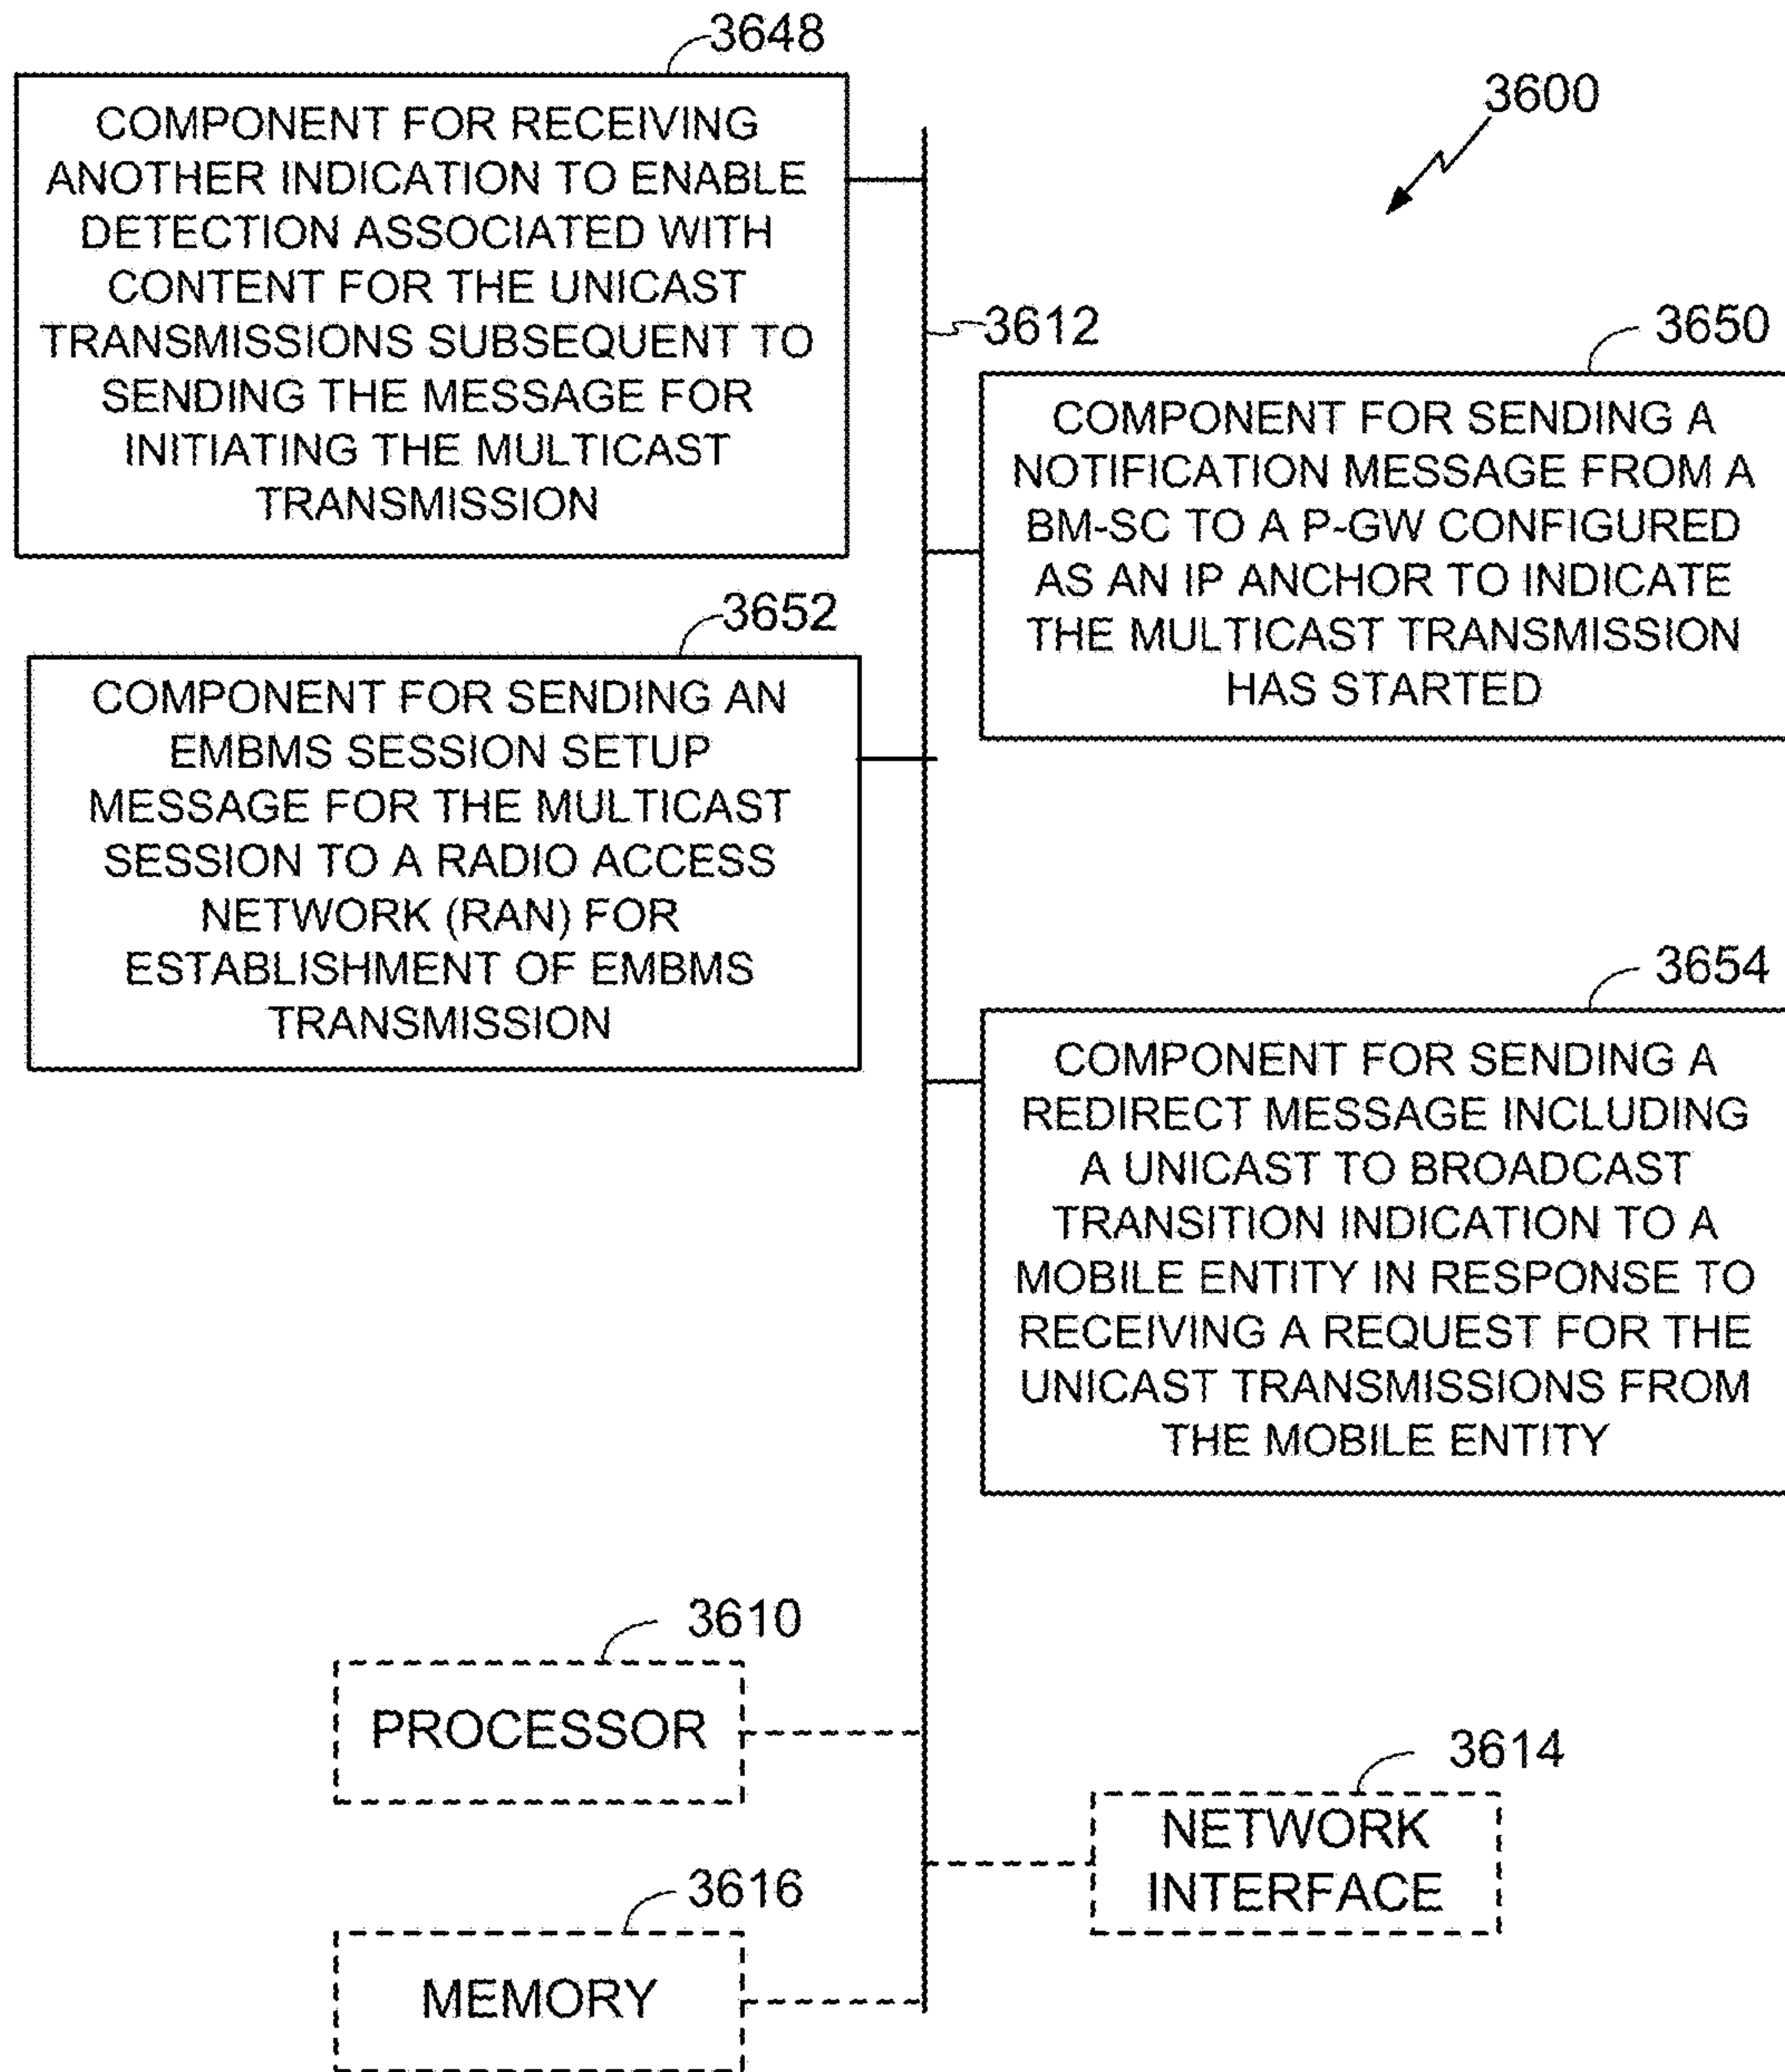 3648
COMPONENT FOR RECEIVING
ANOTHER INDICATION TO ENABLE
DETECTION ASSOCIATED WITH
CONTENT FOR THE UNICAST
TRANSMISSIONS SUBSEQUENT TO
SENDING THE MESSAGE FOR
INITIATING THE MULTICAST
TRANSMISSION
3600
3612
3650
COMPONENT FOR SENDING A
NOTIFICATION MESSAGE FROM A
BM-SC TO A P-GW CONFIGURED
AS AN IP ANCHOR TO INDICATE
THE MULTICAST TRANSMISSION
HAS STARTED
3652
COMPONENT FOR SENDING AN
EMBMS SESSION SETUP
MESSAGE FOR THE MULTICAST
SESSION TO A RADIO ACCESS
NETWORK (RAN) FOR
ESTABLISHMENT OF EMBMS
TRANSMISSION
3654
COMPONENT FOR SENDING A
REDIRECT MESSAGE INCLUDING
A UNICAST TO BROADCAST
TRANSITION INDICATION TO A
MOBILE ENTITY IN RESPONSE TO
RECEIVING A REQUEST FOR THE
UNICAST TRANSMISSIONS FROM
THE MOBILE ENTITY
3610
PROCESSOR
3614
NETWORK
INTERFACE
3616
MEMORY